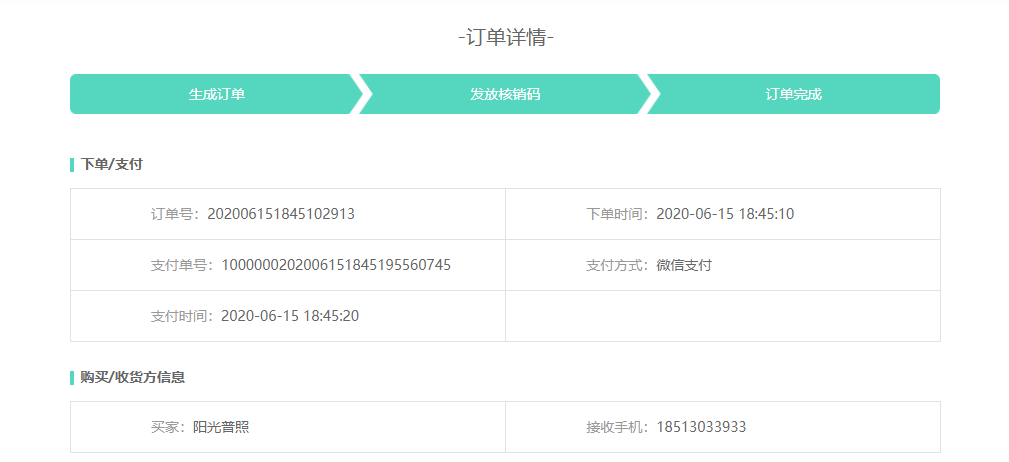 -订单详情-
生成订单 发放核销码 订单完成
下单/支付
订单号：202006151845102913 下单时间：2020-06-15 18:45:10
支付单号：1000000202006151845195560745 支付方式：微信支付
支付时间：2020-06-15 18:45:20
购买/收货方信息
买家：阳光普照 接收手机：18513033933